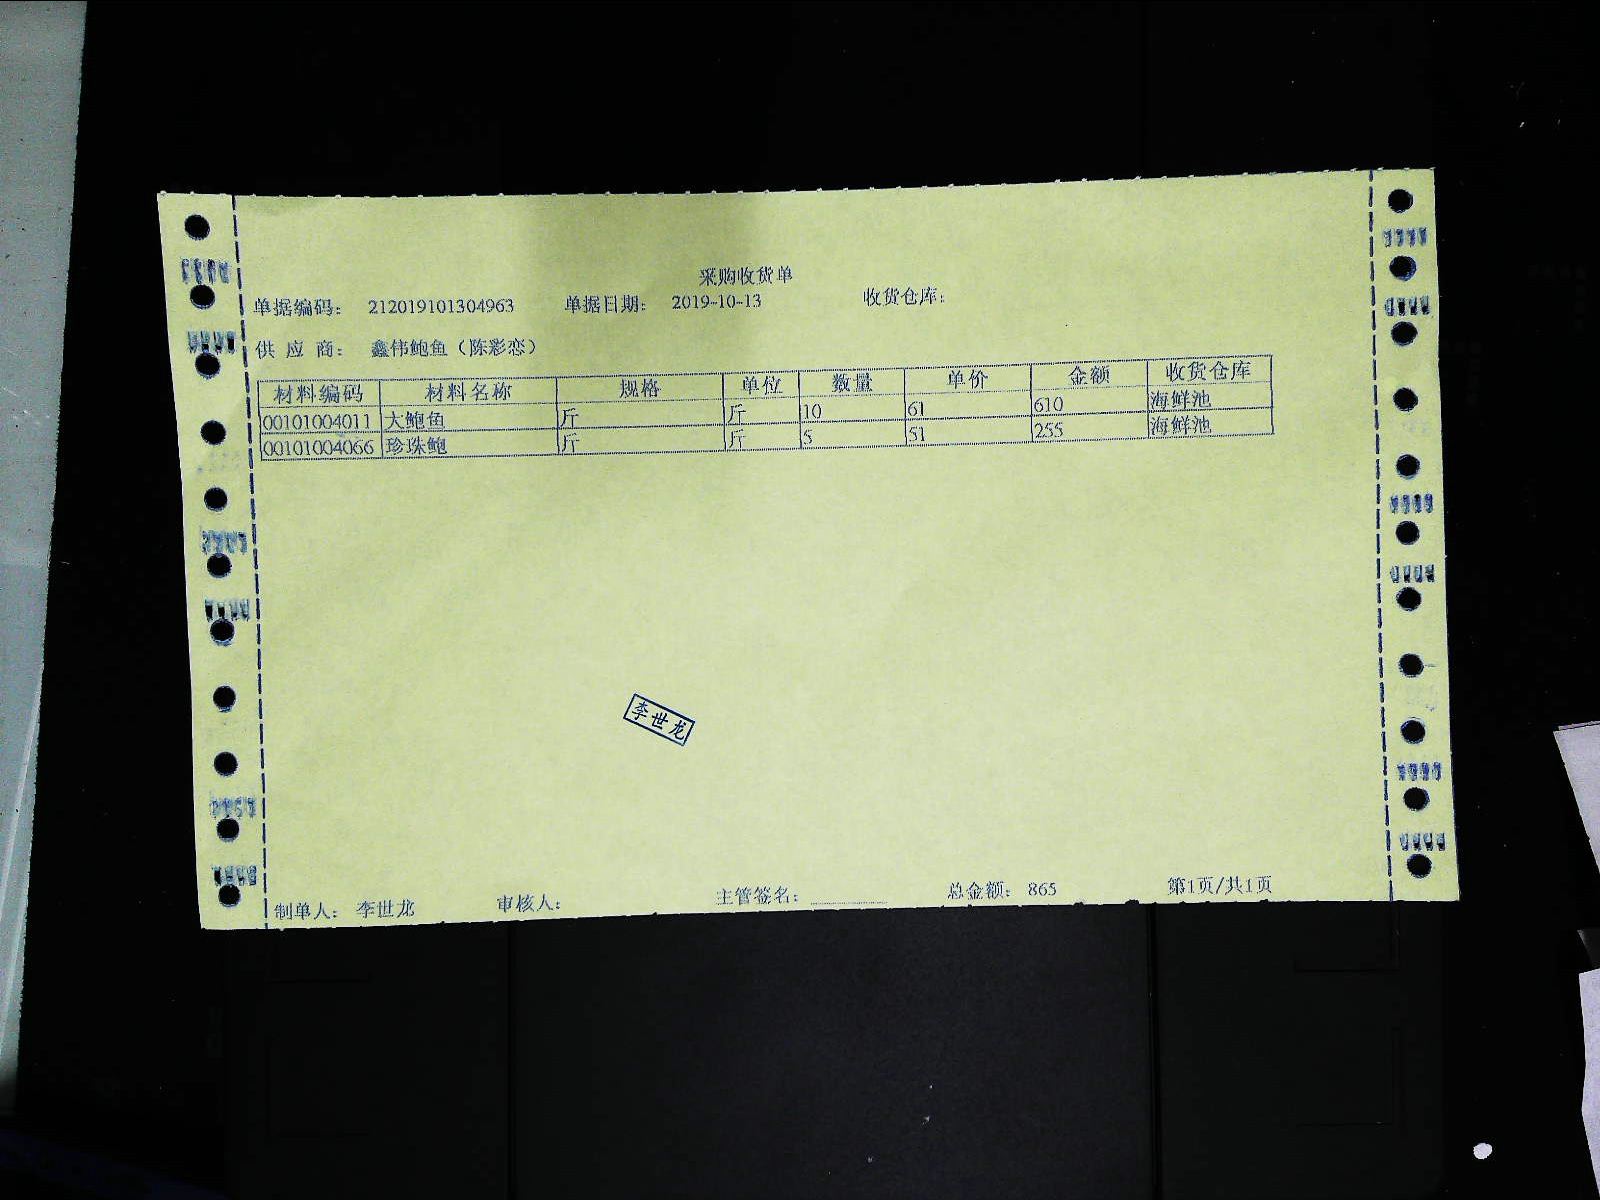 采购收货单
单据编码： 212019101304963 单据日期： 2019-10-13 收货仓库：
供 应 商： 鑫伟鲍鱼（陈彩恋）
材料编码 材料名称 规格 单位 数量 单价 金额 收货仓库
00101004011 大鲍鱼 斤 斤 10 61 610 海鲜池
00101004066 珍珠鲍 斤 斤 5 51 255 海鲜池
李世龙
制单人： 李世龙 审核人： 主管签名： 总金额： 865 第1页/共1页